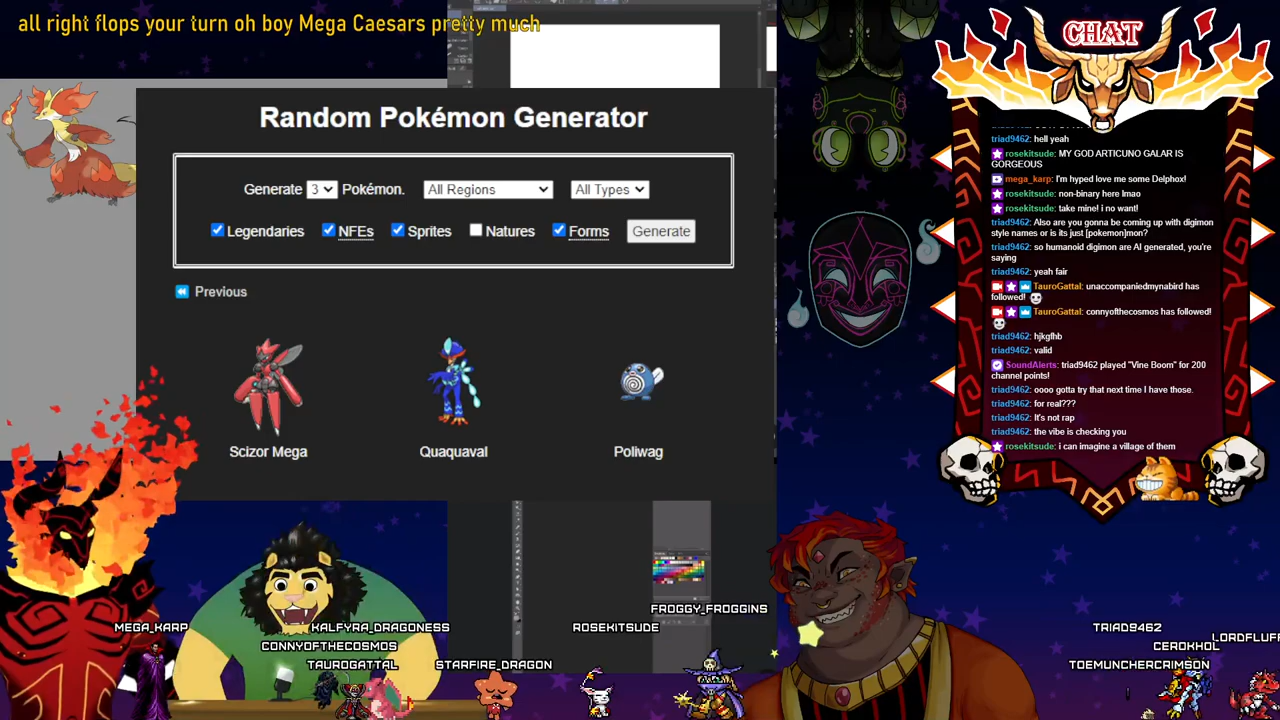 all right flops your turn oh boy Mega Caesars pretty much
Random Pokémon Generator
Generate 3 Pokémon. All Regions All Types
Legendaries NFEs Sprites Natures Forms Generate
Previous
Scizor Mega Quaquaval Poliwag
CHAT
triad9462: hell yeah
rosekitsude: MY GOD ARTICUNO GALAR IS
GORGEOUS
mega_karp: I'm hyped love me some Delphox!
rosekitsude: non-binary here lmao
rosekitsude: take mine! i no want!
triad9462: Also are you gonna be coming up with digimon
style names or is its just [pokemon]mon?
triad9462: so humanoid digimon are AI generated, you're
saying
triad9462: yeah fair
TauroGattal: unaccompaniedmynabird has
followed!
TauroGattal: connyofthecosmos has followed!
triad9462: hjkgfhb
triad9462: valid
SoundAlerts: triad9462 played "Vine Boom" for 200
channel points!
triad9462: oooo gotta try that next time I have those.
triad9462: for real???
triad9462: It's not rap
triad9462: the vibe is checking you
rosekitsude: i can imagine a village of them
FROGGY_FROGGINS
MEGA_KARP KALFYRA_DRAGONESS ROSEKITSUDE TRIAD9462
LORDFLUFF
CONNYOFTHECOSMOS CEROKHOL
TAUROGATTAL STARFIRE_DRAGON TOEMUNCHERCRIMSON